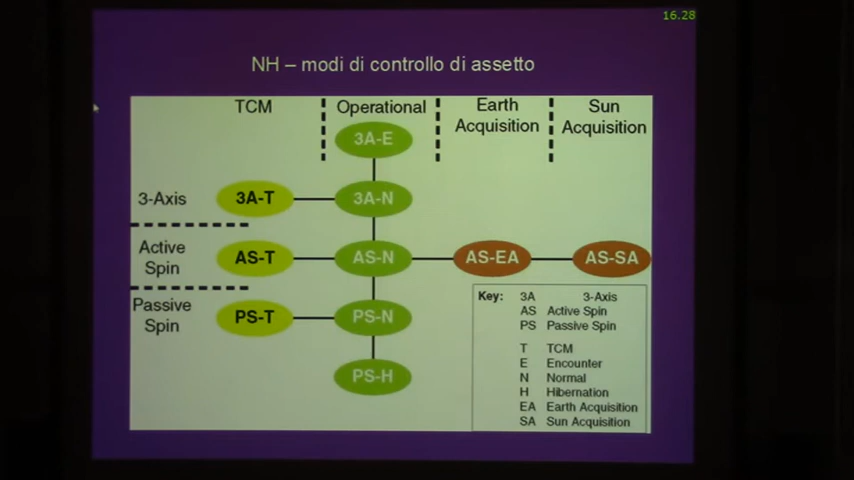 16.28
NH – modi di controllo di assetto
TCM
Operational
Earth
Acquisition
Sun
Acquisition
3A-E
3-Axis
3A-T
3A-N
Active
Spin
AS-T
AS-N
AS-EA
AS-SA
Passive
Spin
PS-T
PS-N
PS-H
Key: 3A 3-Axis
AS Active Spin
PS Passive Spin
T TCM
E Encounter
N Normal
H Hibernation
EA Earth Acquisition
SA Sun Acquisition